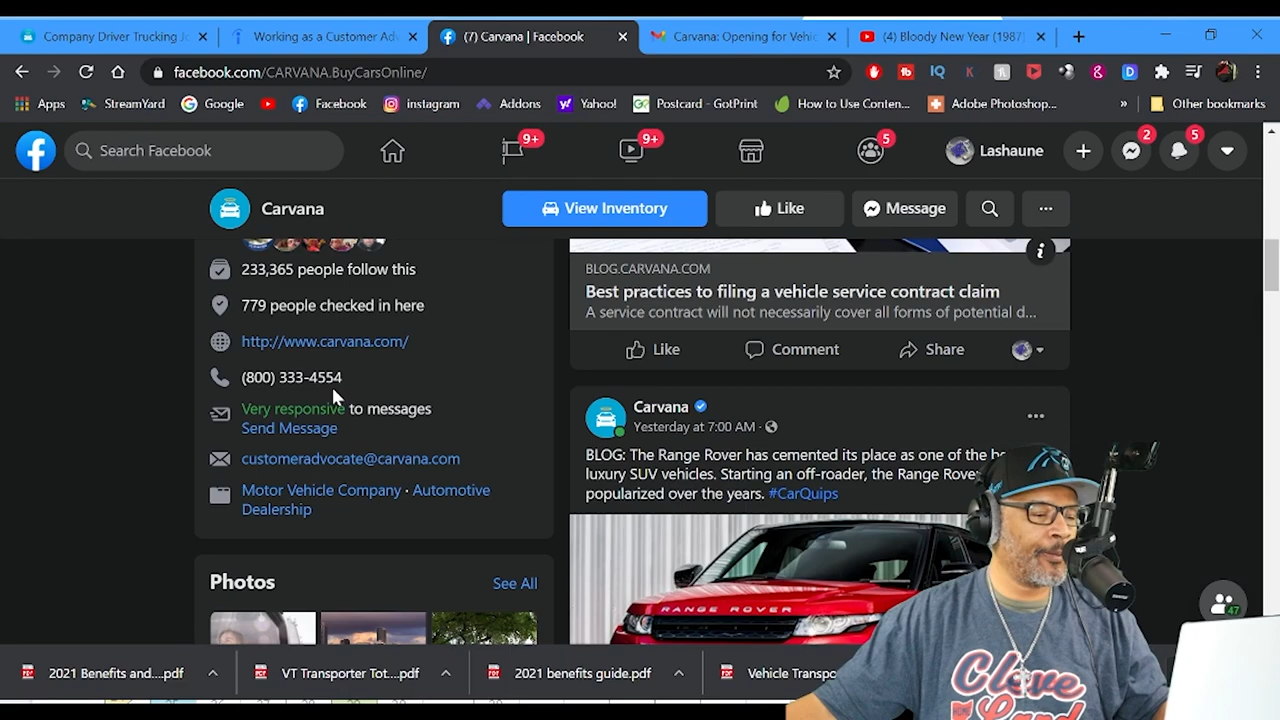 Company Driver Trucking Jo
Working as a Customer Adv
(7) Carvana | Facebook
Carvana: Opening for Vehic
(4) Bloody New Year (1987)
facebook.com/CARVANA.BuyCarsOnline/
Apps
StreamYard
Google
Facebook
instagram
Addons
Yahoo!
Postcard - GotPrint
How to Use Conten...
Adobe Photoshop...
Other bookmarks
Search Facebook
9+
9+
5
Lashaune
2
5
Carvana
View Inventory
Like
Message
233,365 people follow this
779 people checked in here
http://www.carvana.com/
(800) 333-4554
Very responsive to messages
Send Message
customeradvocate@carvana.com
Motor Vehicle Company · Automotive
Dealership
Photos
See All
BLOG.CARVANA.COM
Best practices to filing a vehicle service contract claim
A service contract will not necessarily cover all forms of potential d...
Like
Comment
Share
Carvana
Yesterday at 7:00 AM ·
BLOG: The Range Rover has cemented its place as one of the be
luxury SUV vehicles. Starting an off-roader, the Range Rove
popularized over the years. #CarQuips
RANGE ROVER
47
Cleve
Land
2021 Benefits and....pdf
VT Transporter Tot....pdf
2021 benefits guide.pdf
Vehicle Transpo